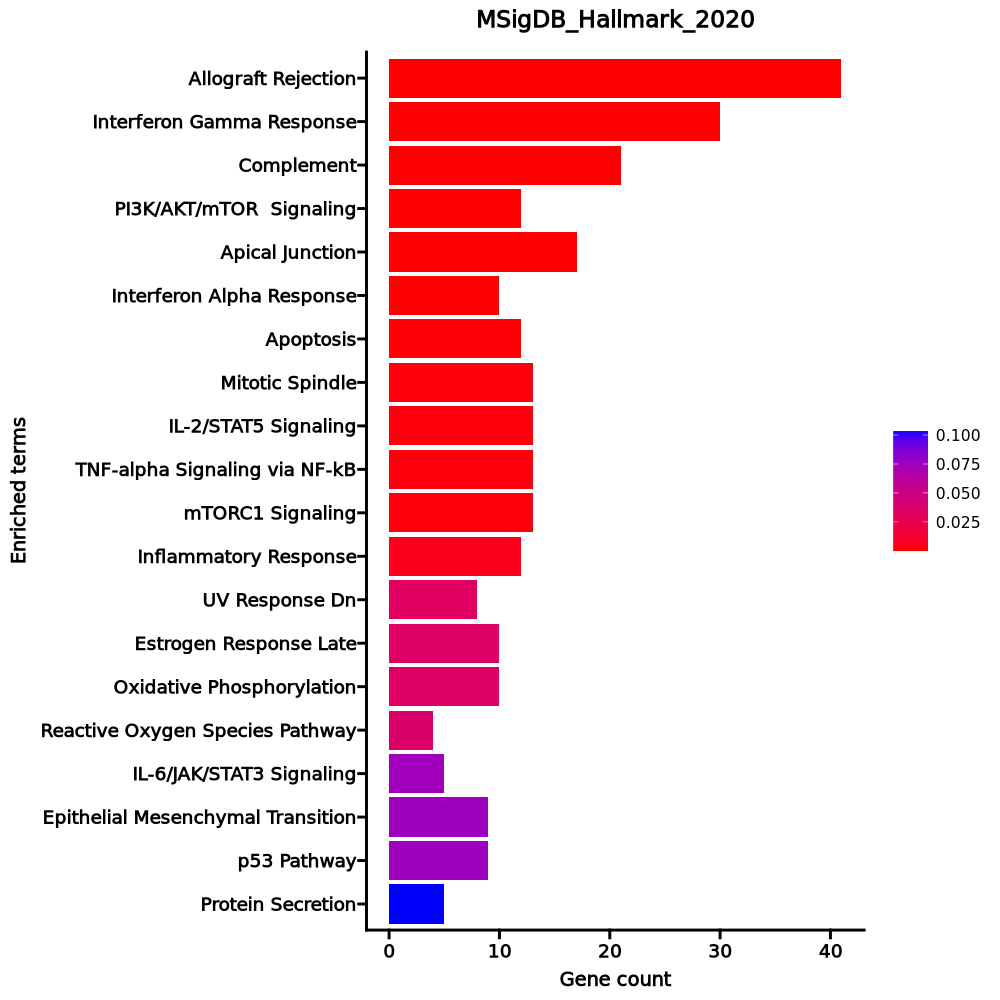 MSigDB_Hallmark_2020
Allograft Rejection
Interferon Gamma Response
Complement
PI3K/AKT/mTOR  Signaling
Apical Junction
Interferon Alpha Response
Apoptosis
Mitotic Spindle
IL-2/STAT5 Signaling
TNF-alpha Signaling via NF-kB
mTORC1 Signaling
Inflammatory Response
UV Response Dn
Estrogen Response Late
Oxidative Phosphorylation
Reactive Oxygen Species Pathway
IL-6/JAK/STAT3 Signaling
Epithelial Mesenchymal Transition
p53 Pathway
Protein Secretion
Enriched terms
0 10 20 30 40
Gene count
0.100
0.075
0.050
0.025